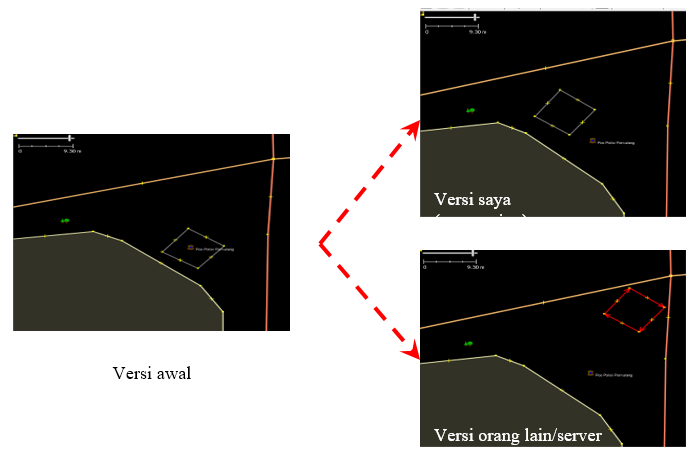 9.30 m
Pos Polisi Pamulang
Versi saya
0
9.30 m
0
Pos Polisi Pamulang
Versi awal
9.30 m
0
Pos Polisi Pamulang
Versi orang lain/server